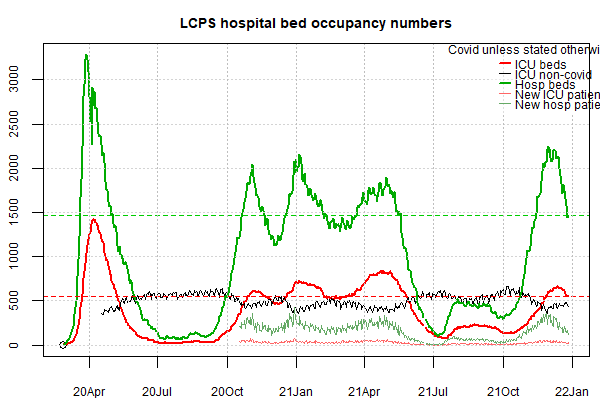 LCPS hospital bed occupancy numbers
Covid unless stated otherwi
ICU beds
ICU non-covid
Hosp beds
New ICU patien
New hosp patie
3000
2500
2000
1500
1000
500
0
20Apr 20Jul 20Oct 21Jan 21Apr 21Jul 21Oct 22Jan